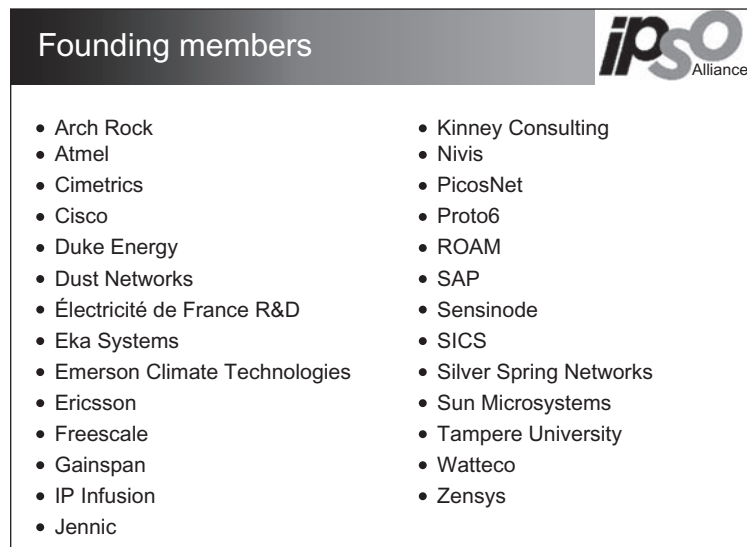 Founding members
ipso
Alliance
• Arch Rock
• Atmel
• Cimetrics
• Cisco
• Duke Energy
• Dust Networks
• Électricité de France R&D
• Eka Systems
• Emerson Climate Technologies
• Ericsson
• Freescale
• Gainspan
• IP Infusion
• Jennic
• Kinney Consulting
• Nivis
• PicosNet
• Proto6
• ROAM
• SAP
• Sensinode
• SICS
• Silver Spring Networks
• Sun Microsystems
• Tampere University
• Watteco
• Zensys